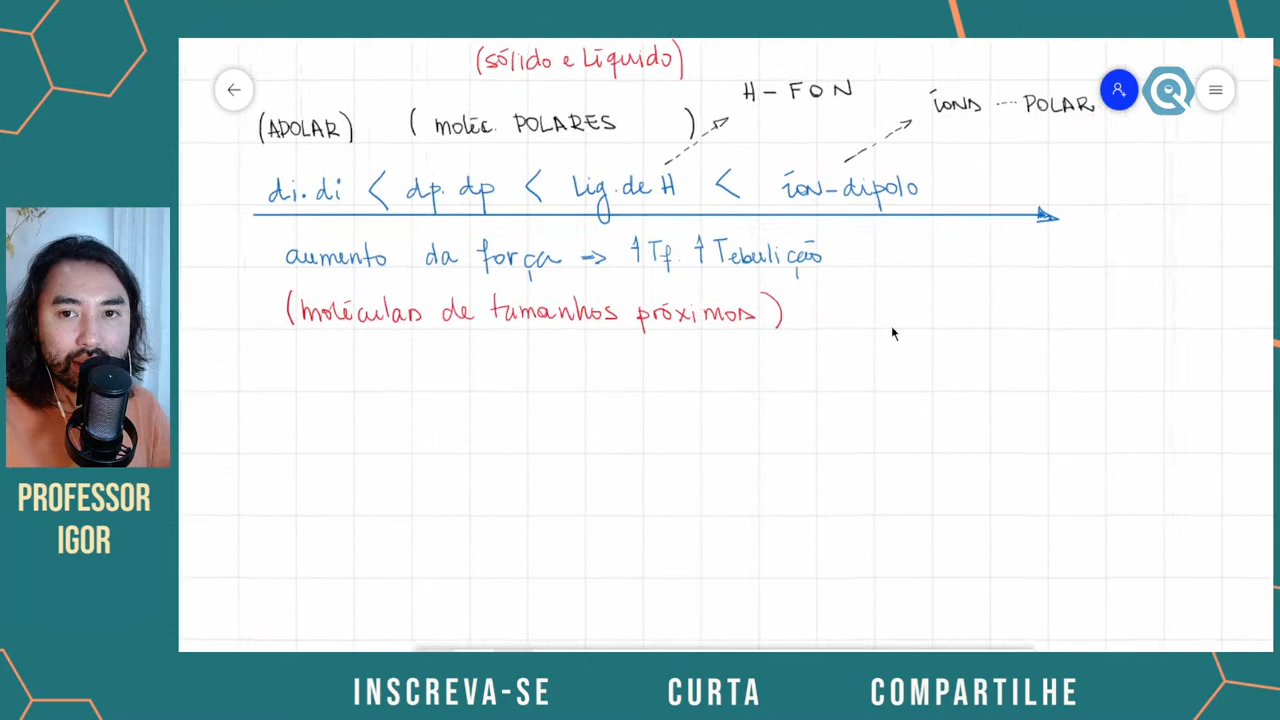 (sólido e Líquido)
H - F O N
íons ---- POLAR
(APOLAR) ( moléc. POLARES )
di.di < dp.dp < Lig.de H < íon-dipolo
aumento da força → ↑Tf. ↑Tebulição
(moléculas de tamanhos próximos)
PROFESSOR
IGOR
INSCREVA-SE CURTA COMPARTILHE